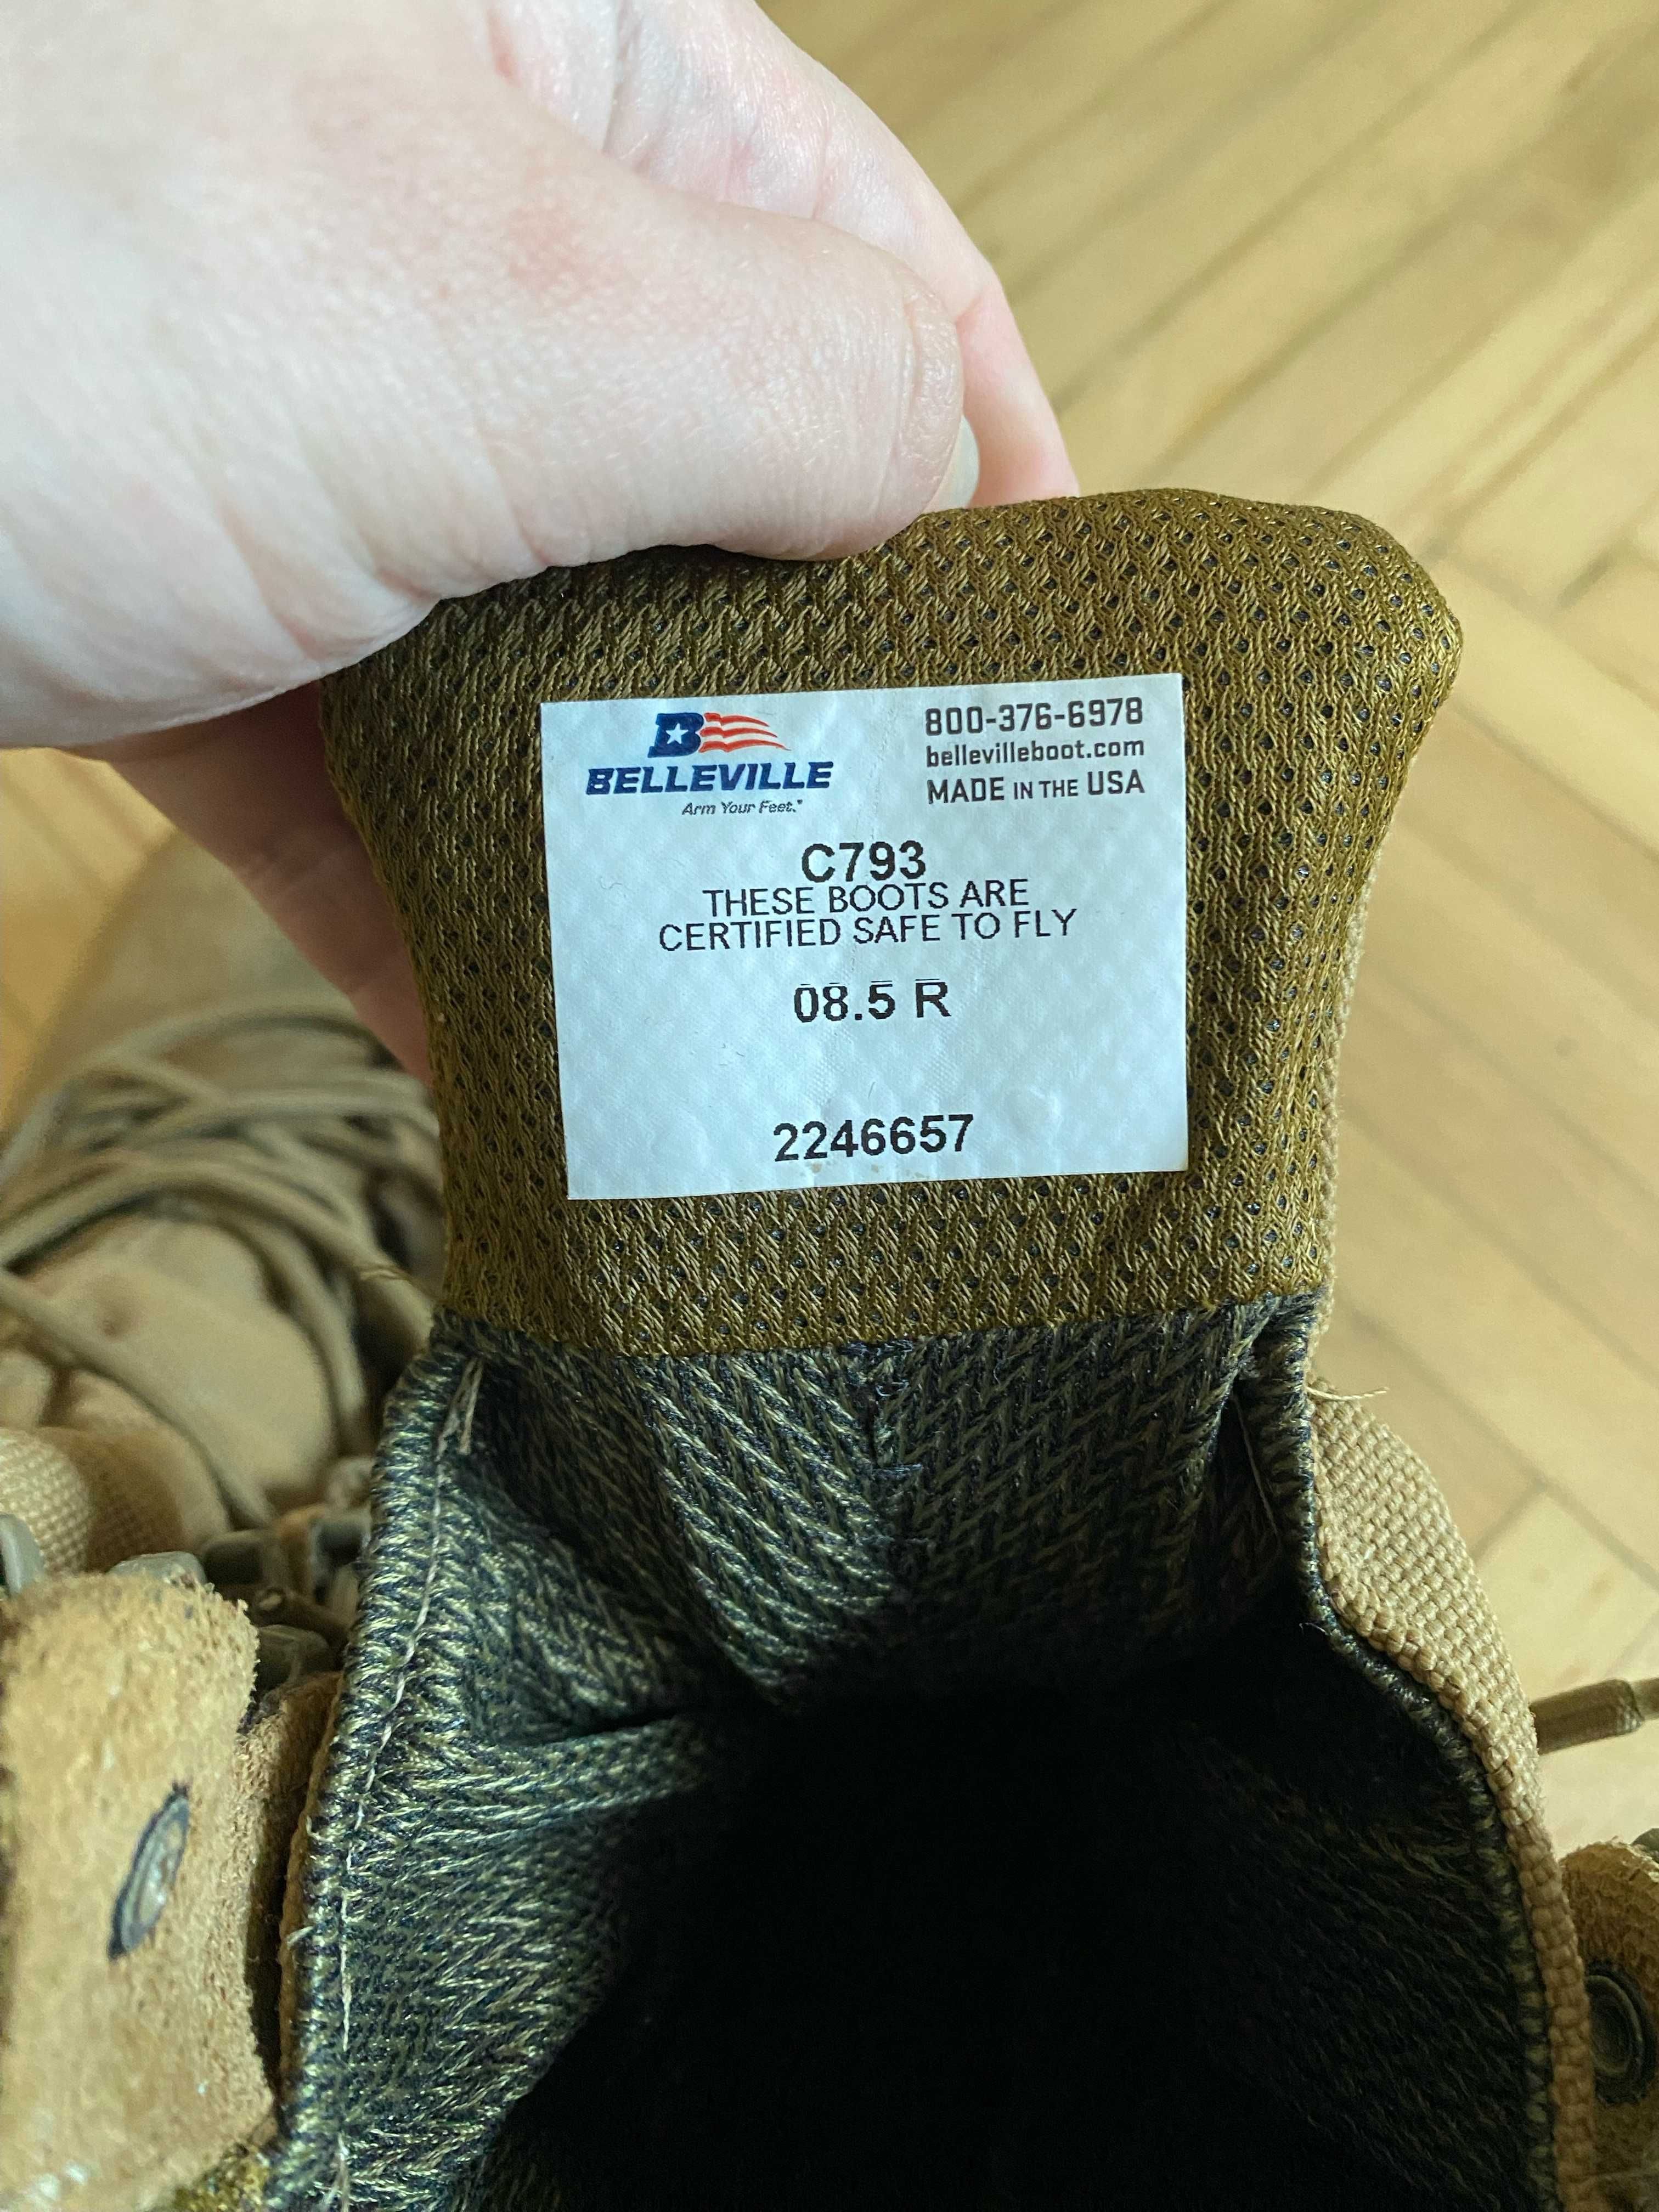 B
BELLEVILLE
Arm Your Feet.®
800-376-6978
bellevilleboot.com
MADE IN THE USA
C793
THESE BOOTS ARE
CERTIFIED SAFE TO FLY
08.5 R
2246657